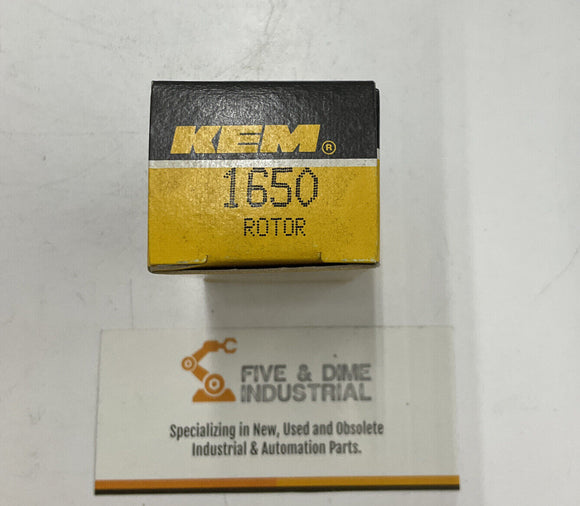 KEM®
1650
ROTOR
FIVE & DIME
INDUSTRIAL
Specializing in New, Used and Obsolete
Industrial & Automation Parts.